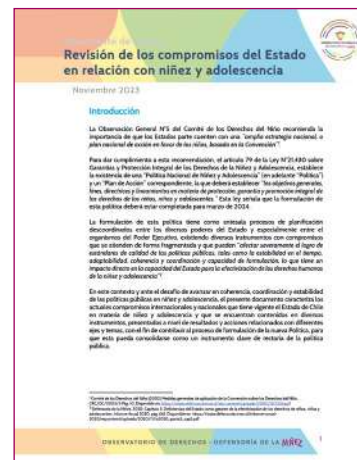 Revisión de los compromisos del Estado
en relación con niñez y adolescencia
Noviembre 2023
Introducción
La Observación General N°5 del Comité de los Derechos del Niño recomienda la
importancia de que los Estados partes cuenten con una "amplia estrategia nacional, o
plan nacional de acción en favor de los niños, basada en la Convención"¹
Para dar cumplimiento a esta recomendación, el artículo 79 de la Ley N°21.430 sobre
Garantías y Protección Integral de los Derechos de la Niñez y Adolescencia, establece
la existencia de una "Política Nacional de Niñez y Adolescencia" (en adelante "Política")
y un "Plan de Acción" correspondiente, la que deberá establecer "los objetivos generales,
fines, directrices y lineamientos en materia de protección, garantía y promoción integral de
los derechos de los niños, niñas y adolescentes." Esta ley señala que la formulación de
esta política deberá estar completada para marzo de 2024.
La formulación de esta política tiene como antesala procesos de planificación
descoordinados entre los diversos poderes del Estado y especialmente entre el
organismos del Poder Ejecutivo, existiendo diversos instrumentos con compromisos
que se abordan de forma fragmentada y que pueden "afectar severamente el logro de
estándares de calidad de las políticas públicas, tales como la estabilidad en el tiempo,
adaptabilidad, coherencia y coordinación y capacidad de formulación, lo que tiene un
impacto directo en la capacidad del Estado para la efectivización de los derechos humanos
de la niñez y adolescencia"²
En este contexto y ante el desafío de avanzar en coherencia, coordinación y estabilidad
de las políticas públicas en niñez y adolescencia, el presente documento caracteriza los
actuales compromisos internacionales y nacionales que tiene vigente el Estado de Chile
en materia de niñez y adolescencia y que se encuentran contenidos en diversos
instrumentos, presentados a nivel de resultados y acciones relacionados con diferentes
ejes y temas, con el fin de contribuir al proceso de formulación de la nueva Política, para
que esta pueda consolidarse como un instrumento clave de rectoría de la política
pública.
OBSERVATORIO DE DERECHOS - DEFENSORÍA DE LA NIÑEZ
1